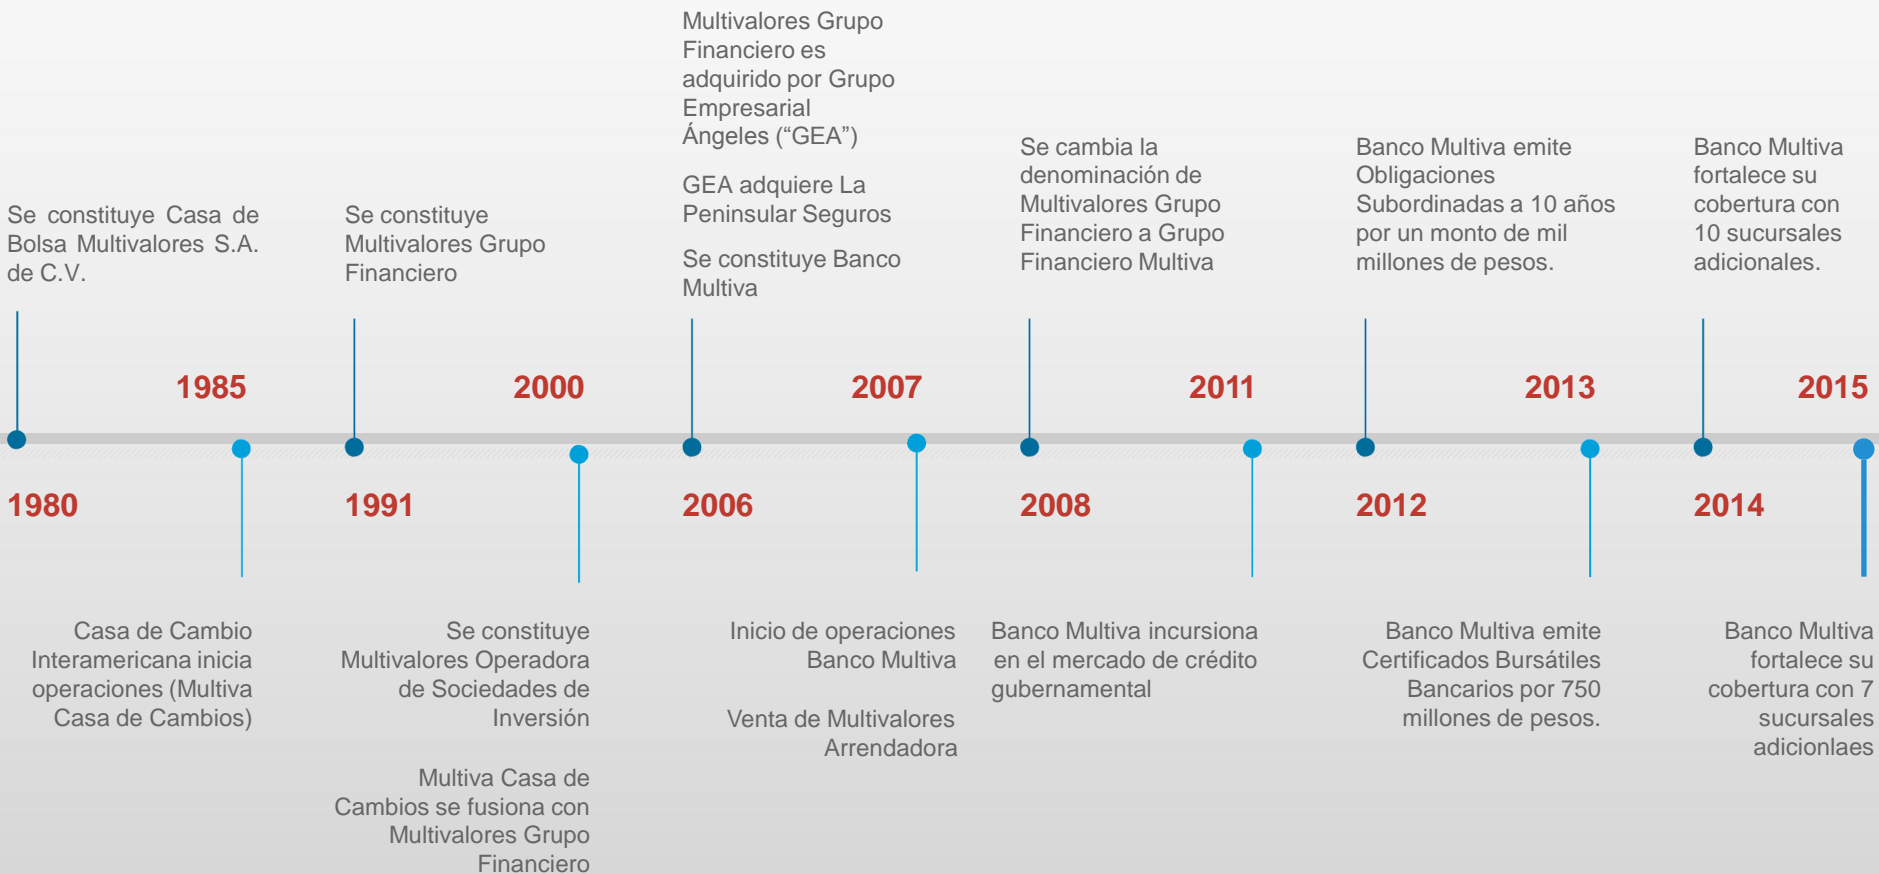 Se constituye Casa de
Bolsa Multivalores S.A.
de C.V.
1980
1985
Casa de Cambio
Interamericana inicia
operaciones (Multiva
Casa de Cambios)
Se constituye
Multivalores Grupo
Financiero
1991
2000
Se constituye
Multivalores Operadora
de Sociedades de
Inversión
Multiva Casa de
Cambios se fusiona con
Multivalores Grupo
Financiero
Multivalores Grupo
Financiero es
adquirido por Grupo
Empresarial
Ángeles (“GEA”)
GEA adquiere La
Peninsular Seguros
Se constituye Banco
Multiva
2006
2007
Inicio de operaciones
Banco Multiva
Venta de Multivalores
Arrendadora
Se cambia la
denominación de
Multivalores Grupo
Financiero a Grupo
Financiero Multiva
2008
2011
Banco Multiva incursiona
en el mercado de crédito
gubernamental
Banco Multiva emite
Obligaciones
Subordinadas a 10 años
por un monto de mil
millones de pesos.
2012
2013
Banco Multiva emite
Certificados Bursátiles
Bancarios por 750
millones de pesos.
Banco Multiva
fortalece su
cobertura con
10 sucursales
adicionales.
2014
2015
Banco Multiva
fortalece su
cobertura con 7
sucursales
adicionlaes